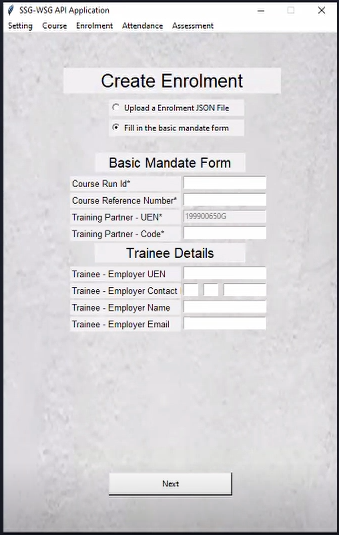 SSG-WSG API Application
Setting Course Enrolment Attendance Assessment
Create Enrolment
Upload a Enrolment JSON File
Fill in the basic mandate form
Basic Mandate Form
Course Run Id*
Course Reference Number*
Training Partner - UEN* 199900650G
Training Partner - Code*
Trainee Details
Trainee - Employer UEN
Trainee - Employer Contact
Trainee - Employer Name
Trainee - Employer Email
Next